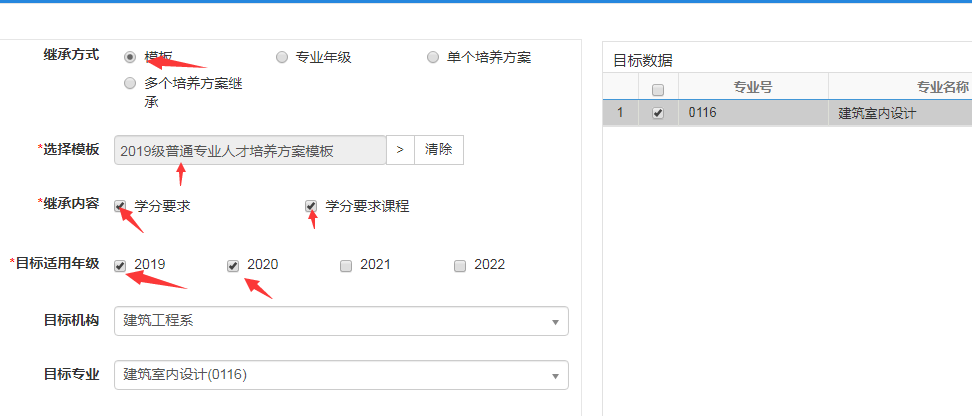 继承方式 模板 专业年级 单个培养方案
多个培养方案继
承
*选择模板 2019级普通专业人才培养方案模板 > 清除
*继承内容 学分要求 学分要求课程
*目标适用年级 2019 2020 2021 2022
目标机构 建筑工程系
目标专业 建筑室内设计(0116)
目标数据
专业号 专业名称
1 0116 建筑室内设计